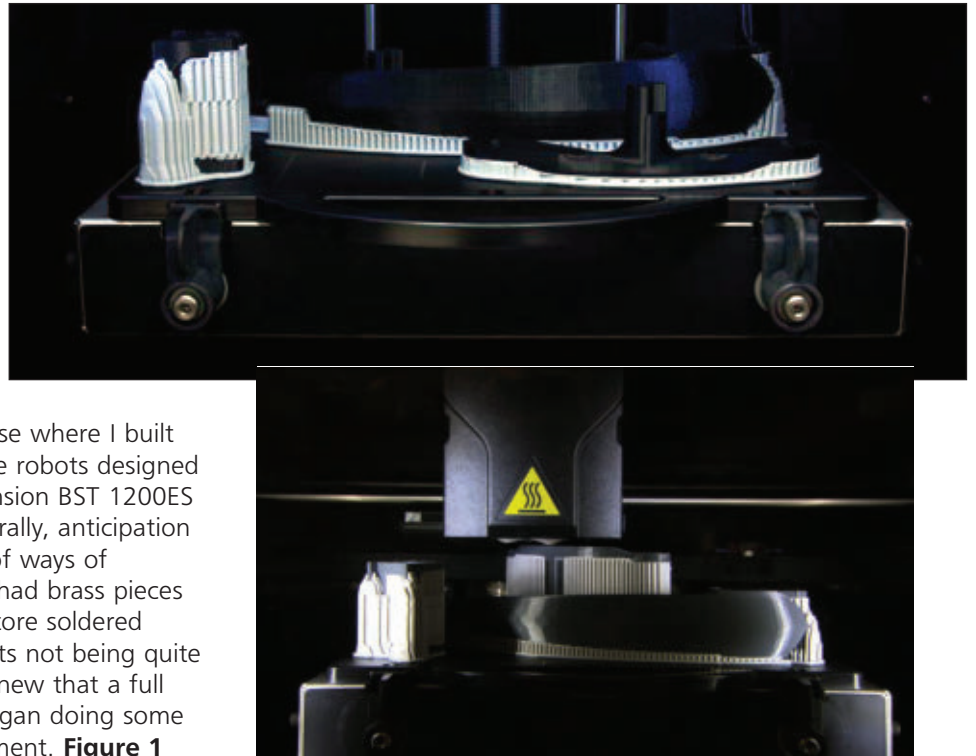 se where I built
e robots designed
nsion BST 1200ES
rally, anticipation
of ways of
had brass pieces
tore soldered
ts not being quite
new that a full
gan doing some
ment. Figure 1